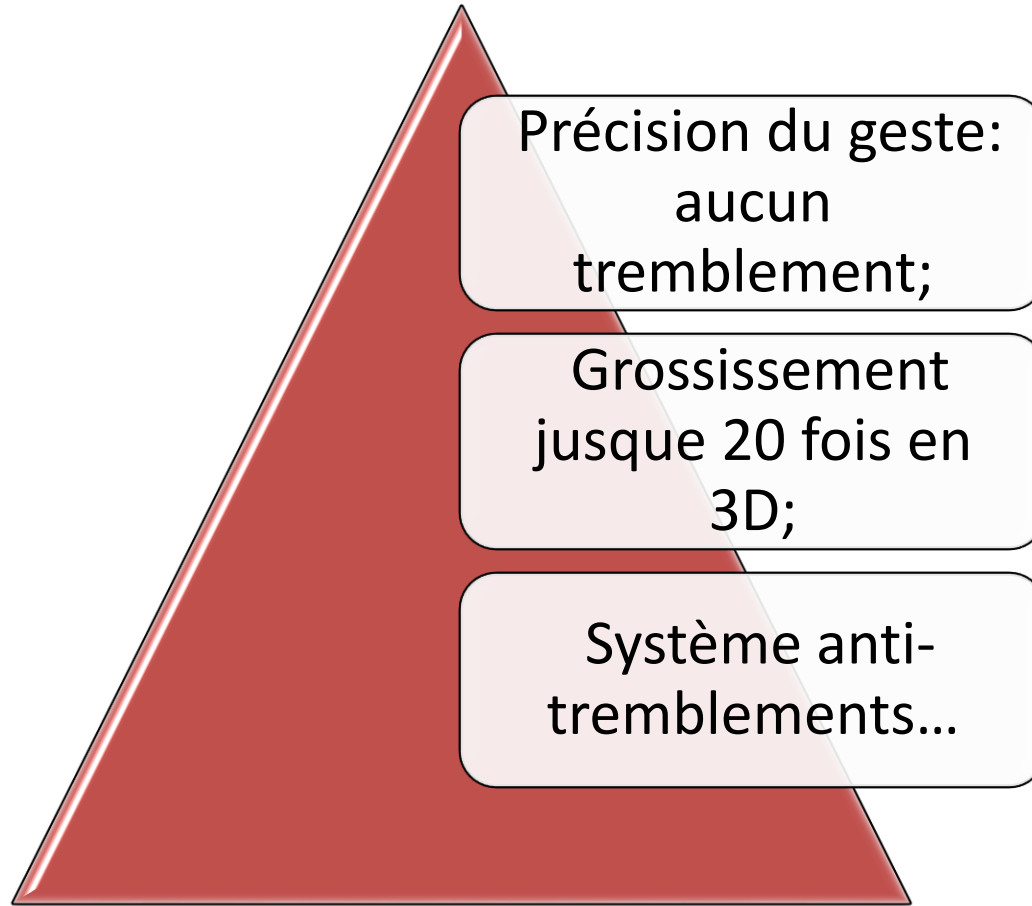 Précision du geste:
aucun
tremblement;
Grossissement
jusque 20 fois en
3D;
Système anti-
tremblements…